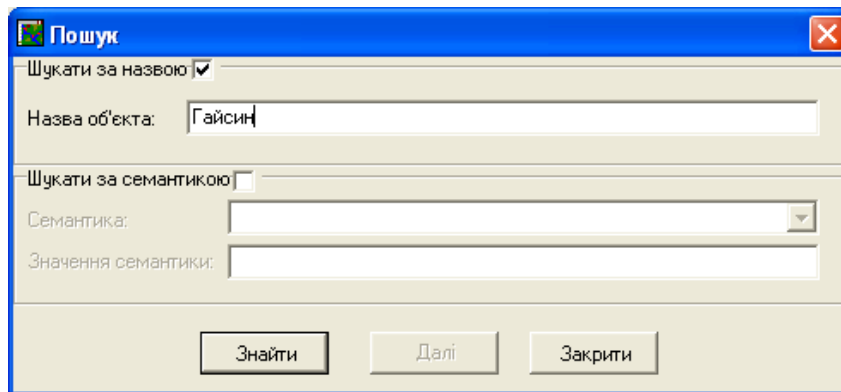 Пошук
Шукати за назвою
Назва об'єкта: Гайсин
Шукати за семантикою
Семантика:
Значення семантики:
Знайти Далі Закрити